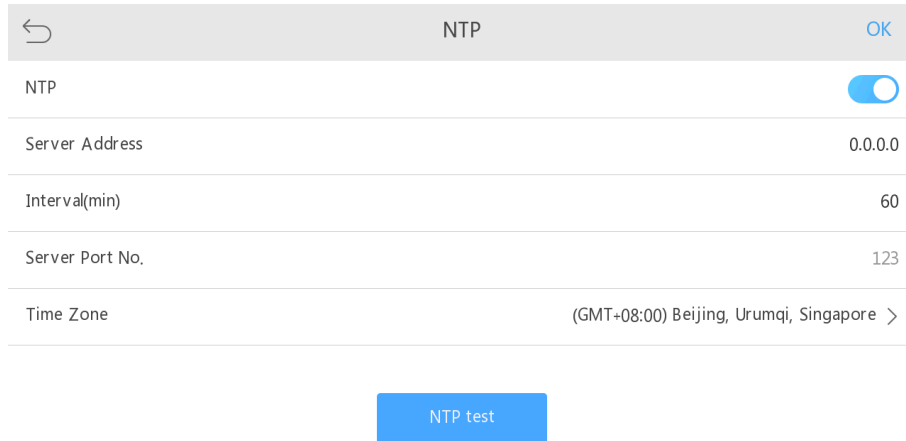 NTP OK
NTP
Server Address 0.0.0.0
Interval(min) 60
Server Port No. 123
Time Zone (GMT+08:00) Beijing, Urumqi, Singapore
NTP test